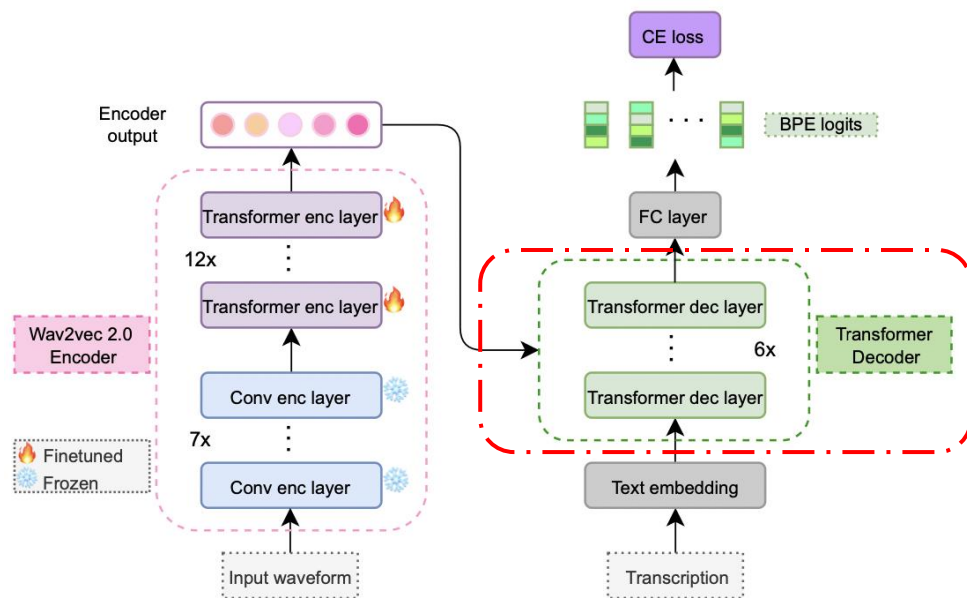 CE loss
Encoder
output
BPE logits
Transformer enc layer
FC layer
12x
Transformer enc layer
Transformer dec layer
Wav2vec 2.0
Encoder
6x
Transformer
Decoder
Conv enc layer
Transformer dec layer
7x
Finetuned
Frozen
Conv enc layer
Text embedding
Input waveform
Transcription